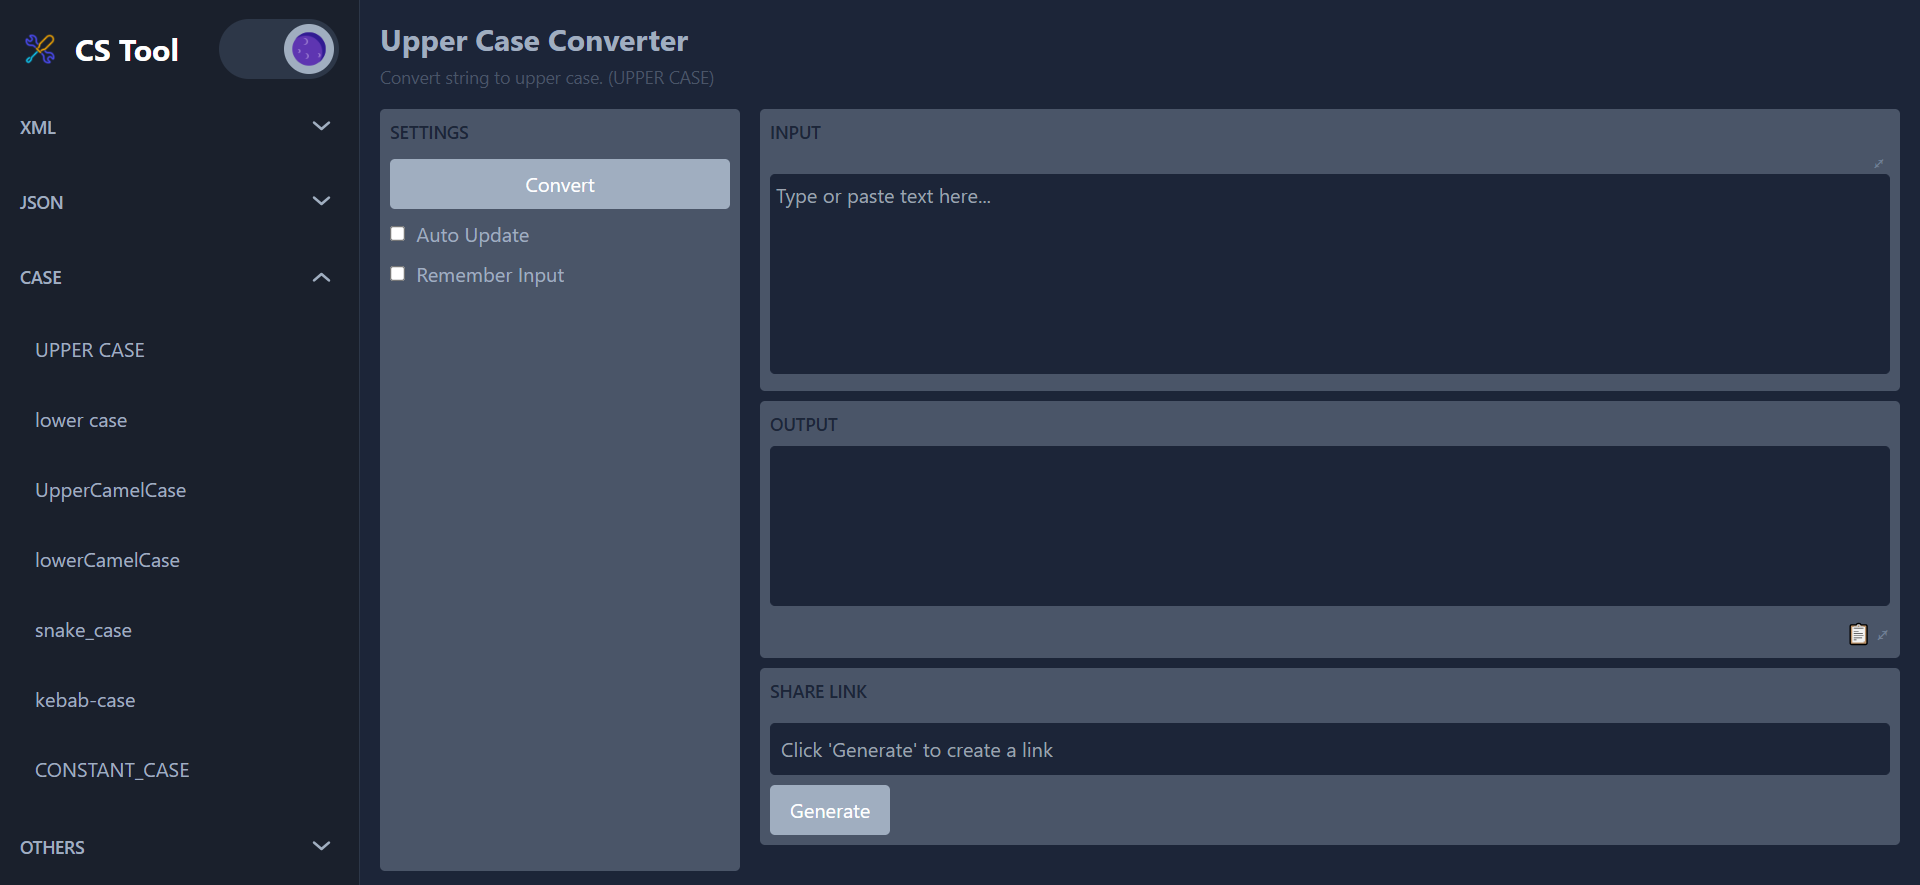 CS Tool
XML
JSON
CASE
UPPER CASE
lower case
UpperCamelCase
lowerCamelCase
snake_case
kebab-case
CONSTANT_CASE
OTHERS
Upper Case Converter
Convert string to upper case. (UPPER CASE)
SETTINGS
Convert
Auto Update
Remember Input
INPUT
Type or paste text here...
OUTPUT
SHARE LINK
Click 'Generate' to create a link
Generate